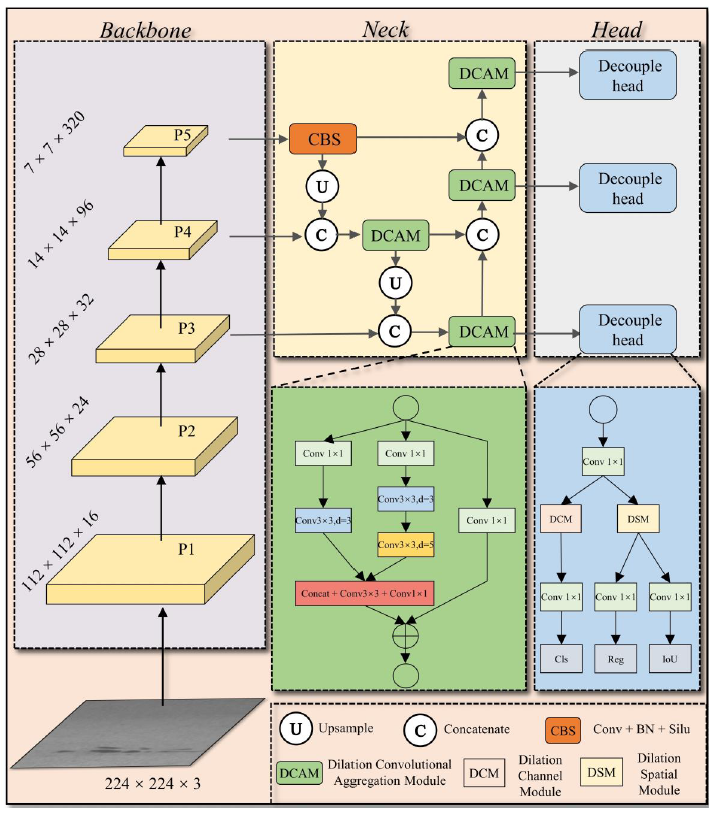 Backbone
Neck
Head
P5
7 × 7 × 320
P4
14 × 14 × 96
P3
28 × 28 × 32
P2
56 × 56 × 24
P1
112 × 112 × 16
224 × 224 × 3
DCAM
CBS
C
U
DCAM
C
DCAM
C
U
C
DCAM
Decouple
head
Decouple
head
Decouple
head
Conv 1×1
Conv 1×1
Conv3×3,d=3
Conv3×3,d=3
Conv 1×1
Conv3×3,d=5
Concat + Conv3×3 + Conv1×1
Conv 1×1
DCM
DSM
Conv 1×1
Conv 1×1
Conv 1×1
Cls
Reg
IoU
U
Upsample
C
Concatenate
CBS
Conv + BN + Silu
DCAM
Dilation Convolutional
Aggregation Module
DCM
Dilation
Channel
Module
DSM
Dilation
Spatial
Module